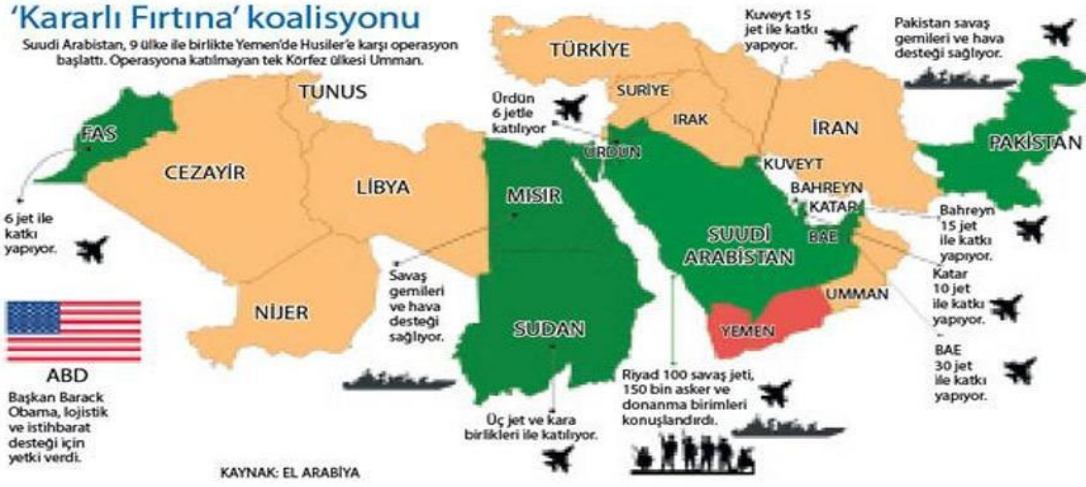 'Kararlı Fırtına' koalisyonu
Suudi Arabistan, 9 ülke ile birlikte Yemen'de Husiler'e karşı operasyon
başlattı. Operasyona katılmayan tek Körfez ülkesi Umman.
Kuveyt 15
jet ile katkı
yapıyor.
Pakistan savaş
gemileri ve hava
desteği sağlıyor.
TÜRKİYE
TUNUS
SURİYE
Ürdün
6 jetle
katılıyor
IRAK
İRAN
FAS
PAKİSTAN
CEZAYİR
LİBYA
ÜRDÜN
KUVEYT
MISIR
BAHREYN
KATAR
6 jet ile
katkı
yapıyor.
SUUDİ
ARABİSTAN
BAE
Bahreyn
15 jet
ile katkı
yapıyor.
Savaş
gemileri
ve hava
desteği
sağlıyor.
Katar
10 jet
ile katkı
yapıyor.
UMMAN
NİJER
SUDAN
YEMEN
BAE
30 jet
ile katkı
yapıyor.
ABD
Başkan Barack
Obama, lojistik
ve istihbarat
desteği için
yetki verdi.
Riyad 100 savaş jeti,
150 bin asker ve
donanma birimleri
konuşlandırdı.
Üç jet ve kara
birlikleri ile katılıyor.
KAYNAK: EL ARABİYA